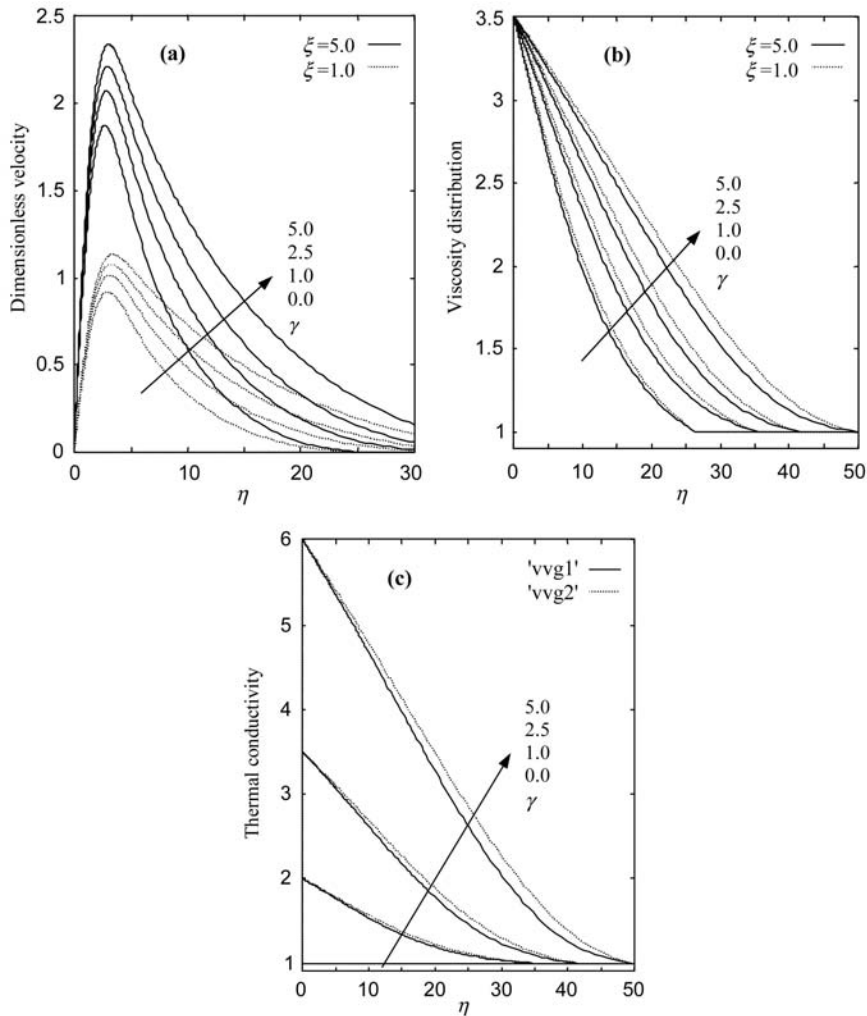 2.5
2
1.5
1
0.5
0
0
10
20
30
(a)
ξ=5.0
ξ=1.0
5.0
2.5
1.0
0.0
γ
Dimensionless velocity
η
3.5
3
2.5
2
1.5
1
0
10
20
30
40
50
(b)
ξ=5.0
ξ=1.0
5.0
2.5
1.0
0.0
γ
Viscosity distribution
η
6
5
4
3
2
1
0
10
20
30
40
50
(c)
'vvg1'
'vvg2'
5.0
2.5
1.0
0.0
γ
Thermal conductivity
η